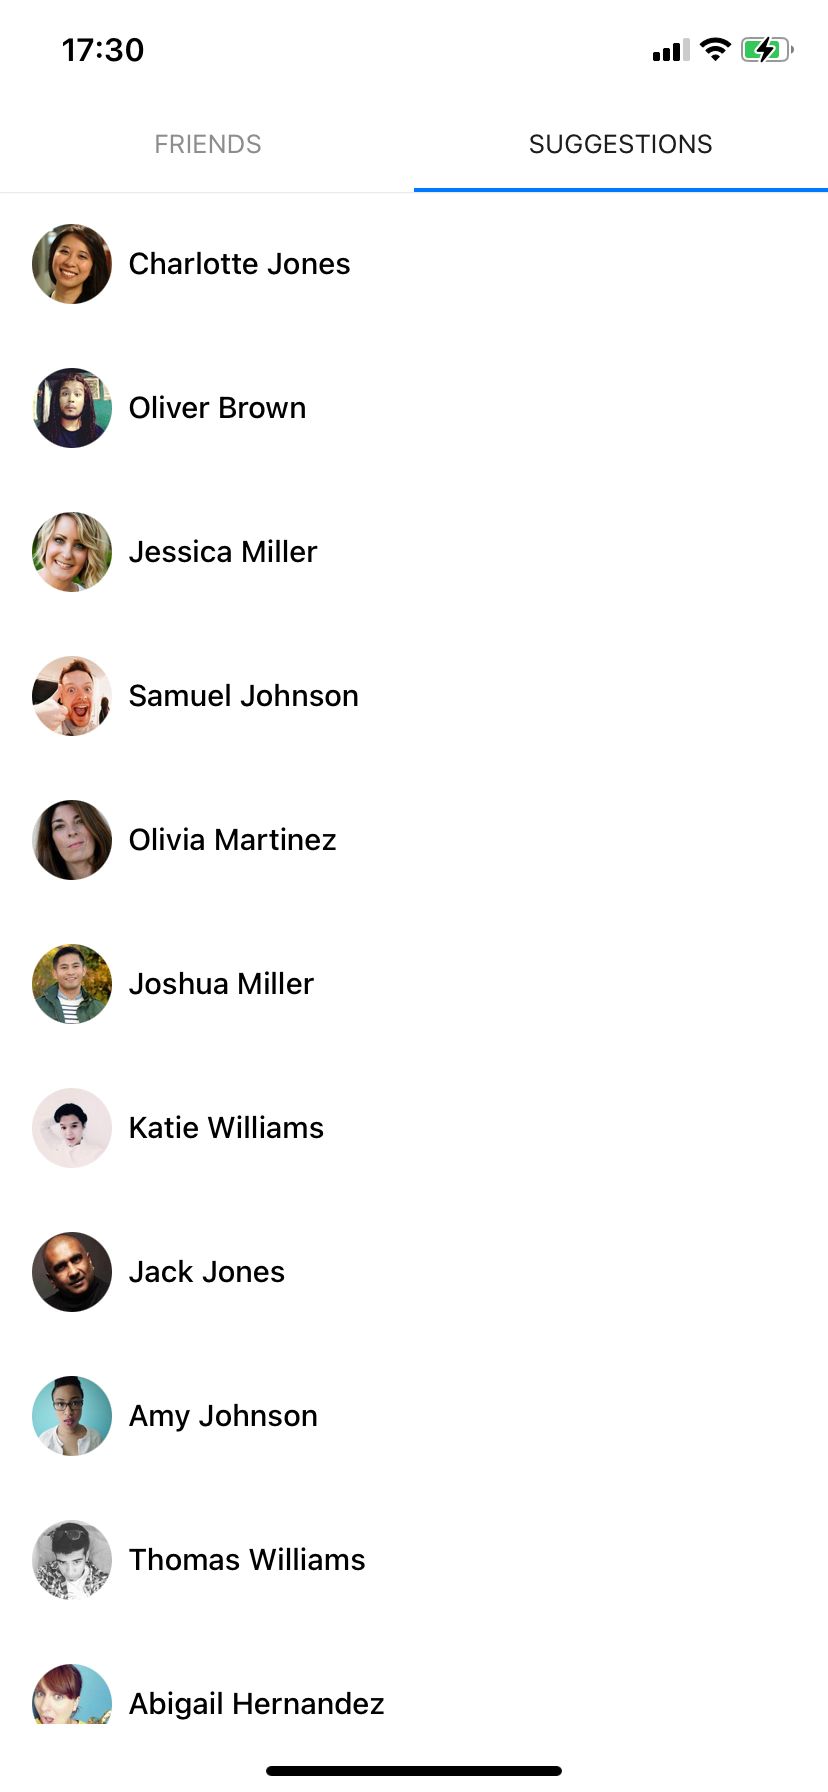 17:30
FRIENDS
SUGGESTIONS
Charlotte Jones
Oliver Brown
Jessica Miller
Samuel Johnson
Olivia Martinez
Joshua Miller
Katie Williams
Jack Jones
Amy Johnson
Thomas Williams
Abigail Hernandez